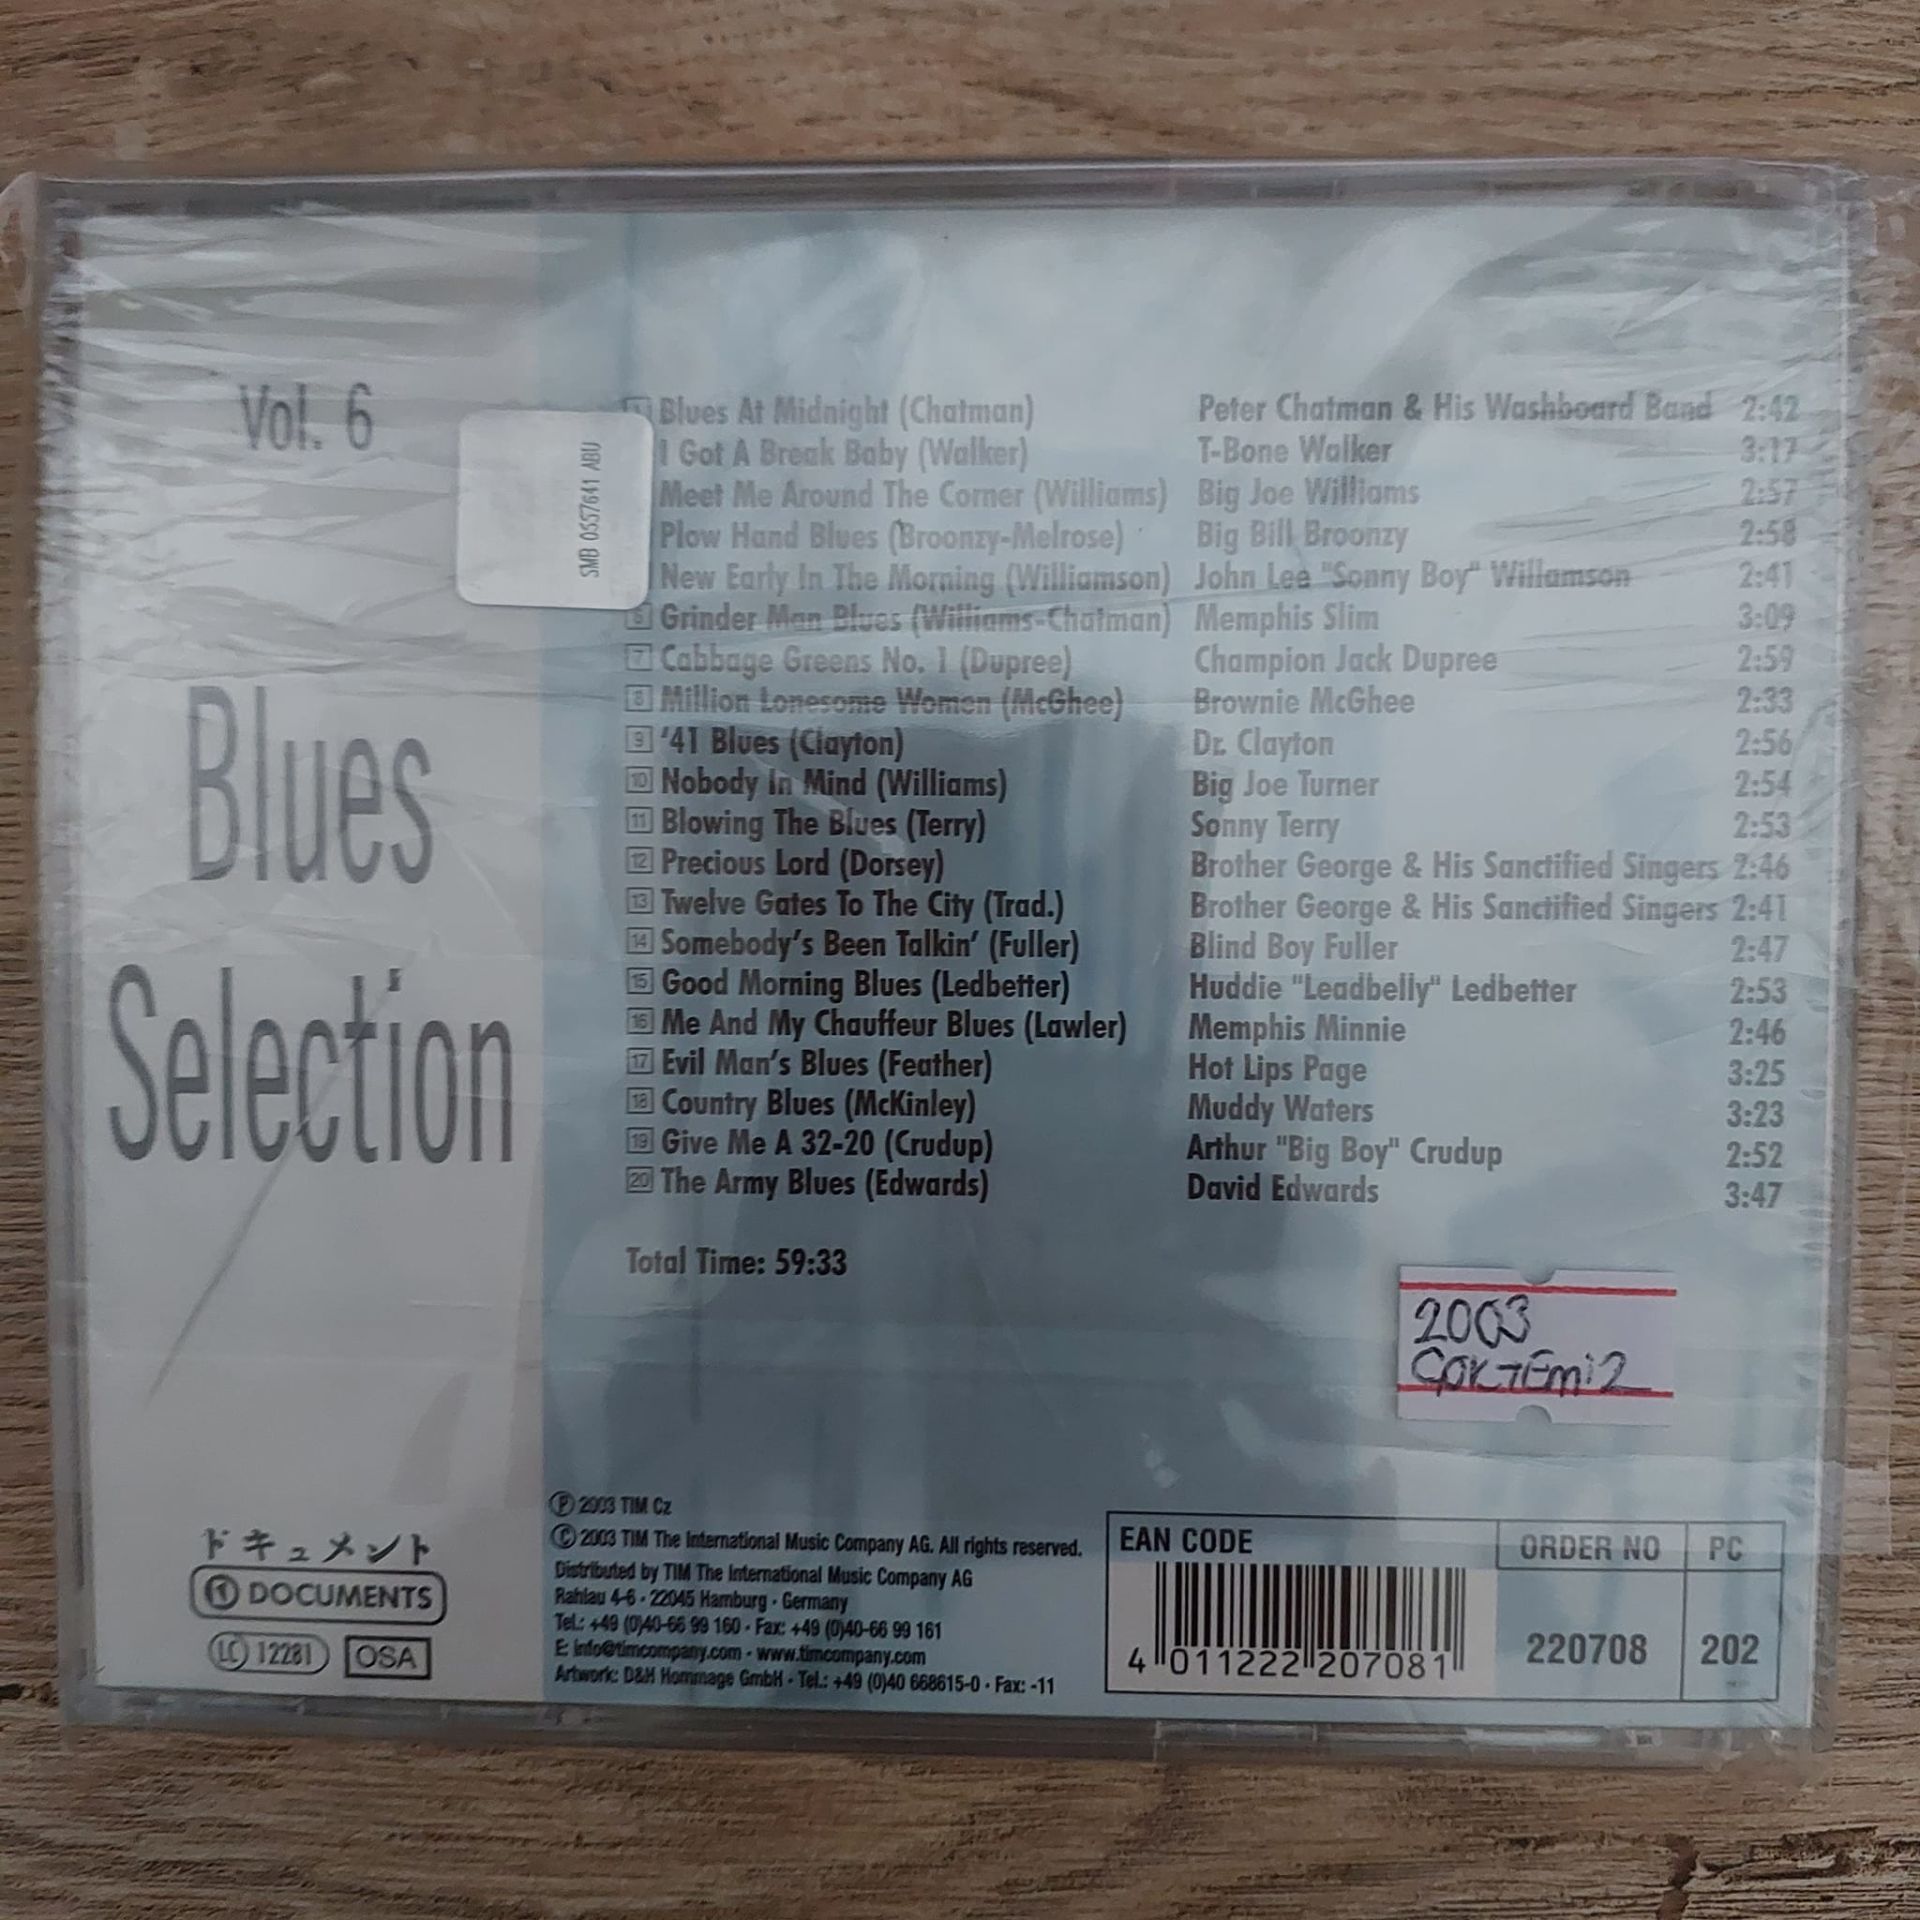 Vol. 6
Blues
Selection
SMB 0557641 ABU
1 Blues At Midnight (Chatman) Peter Chatman & His Washboard Band 2:42
I Got A Break Baby (Walker) T-Bone Walker 3:17
Meet Me Around The Corner (Williams) Big Joe Williams 2:57
Plow Hand Blues (Broonzy-Melrose) Big Bill Broonzy 2:58
New Early In The Morning (Williamson) John Lee "Sonny Boy" Willamson 2:41
6 Grinder Man Blues (Williams-Chatman) Memphis Slim 3:09
7 Cabbage Greens No. 1 (Dupree) Champion Jack Dupree 2:59
8 Million Lonesome Women (McGhee) Brownie McGhee 2:33
9 '41 Blues (Clayton) Dr. Clayton 2:56
10 Nobody In Mind (Williams) Big Joe Turner 2:54
11 Blowing The Blues (Terry) Sonny Terry 2:53
12 Precious Lord (Dorsey) Brother George & His Sanctified Singers 2:46
13 Twelve Gates To The City (Trad.) Brother George & His Sanctified Singers 2:41
14 Somebody's Been Talkin' (Fuller) Blind Boy Fuller 2:47
15 Good Morning Blues (Ledbetter) Huddie "Leadbelly" Ledbetter 2:53
16 Me And My Chauffeur Blues (Lawler) Memphis Minnie 2:46
17 Evil Man's Blues (Feather) Hot Lips Page 3:25
18 Country Blues (McKinley) Muddy Waters 3:23
19 Give Me A 32-20 (Crudup) Arthur "Big Boy" Crudup 2:52
20 The Army Blues (Edwards) David Edwards 3:47
Total Time: 59:33
2003
ÇOKTEMiZ
ドキュメント
DOCUMENTS
LC 12281 OSA
℗ 2003 TIM Cz
© 2003 TIM The International Music Company AG. All rights reserved.
Distributed by TIM The International Music Company AG
Rahlau 4-6 · 22045 Hamburg · Germany
Tel.: +49 (0)40-66 99 160 · Fax: +49 (0)40-66 99 161
E: info@timcompany.com · www.timcompany.com
Artwork: D&H Hommage GmbH · Tel.: +49 (0)40 668615-0 · Fax: -11
EAN CODE
4 011222 207081
ORDER NO PC
220708 202